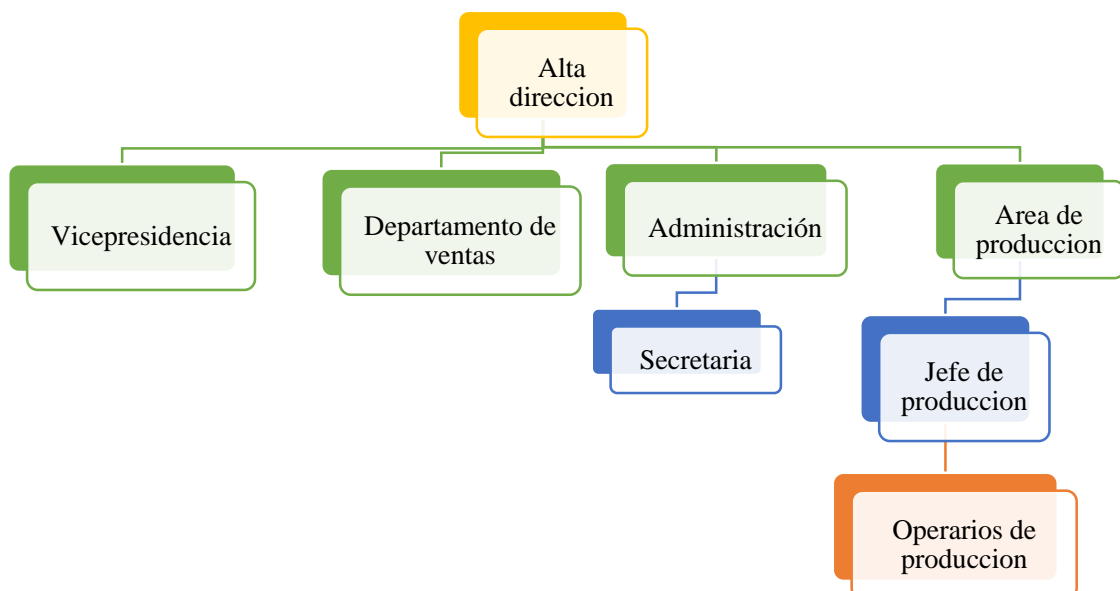 Alta
direccion
Vicepresidencia
Departamento de
ventas
Administración
Area de
produccion
Secretaria
Jefe de
produccion
Operarios de
produccion